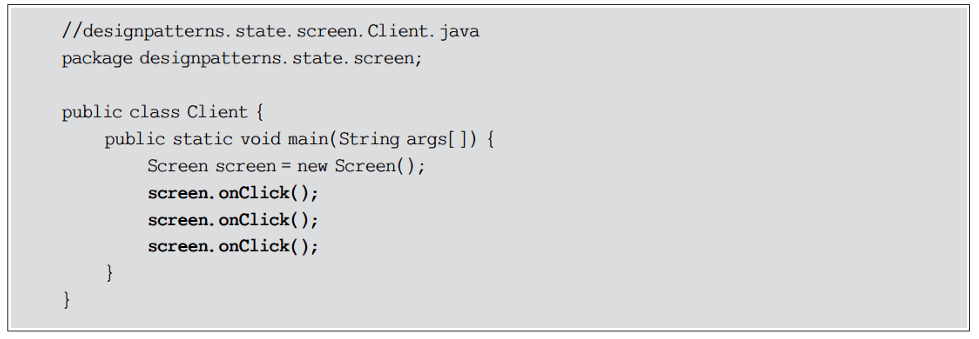 //designpatterns.state.screen.Client.java
package designpatterns.state.screen;

public class Client {
    public static void main(String args[]) {
        Screen screen = new Screen();
        screen.onClick();
        screen.onClick();
        screen.onClick();
    }
}